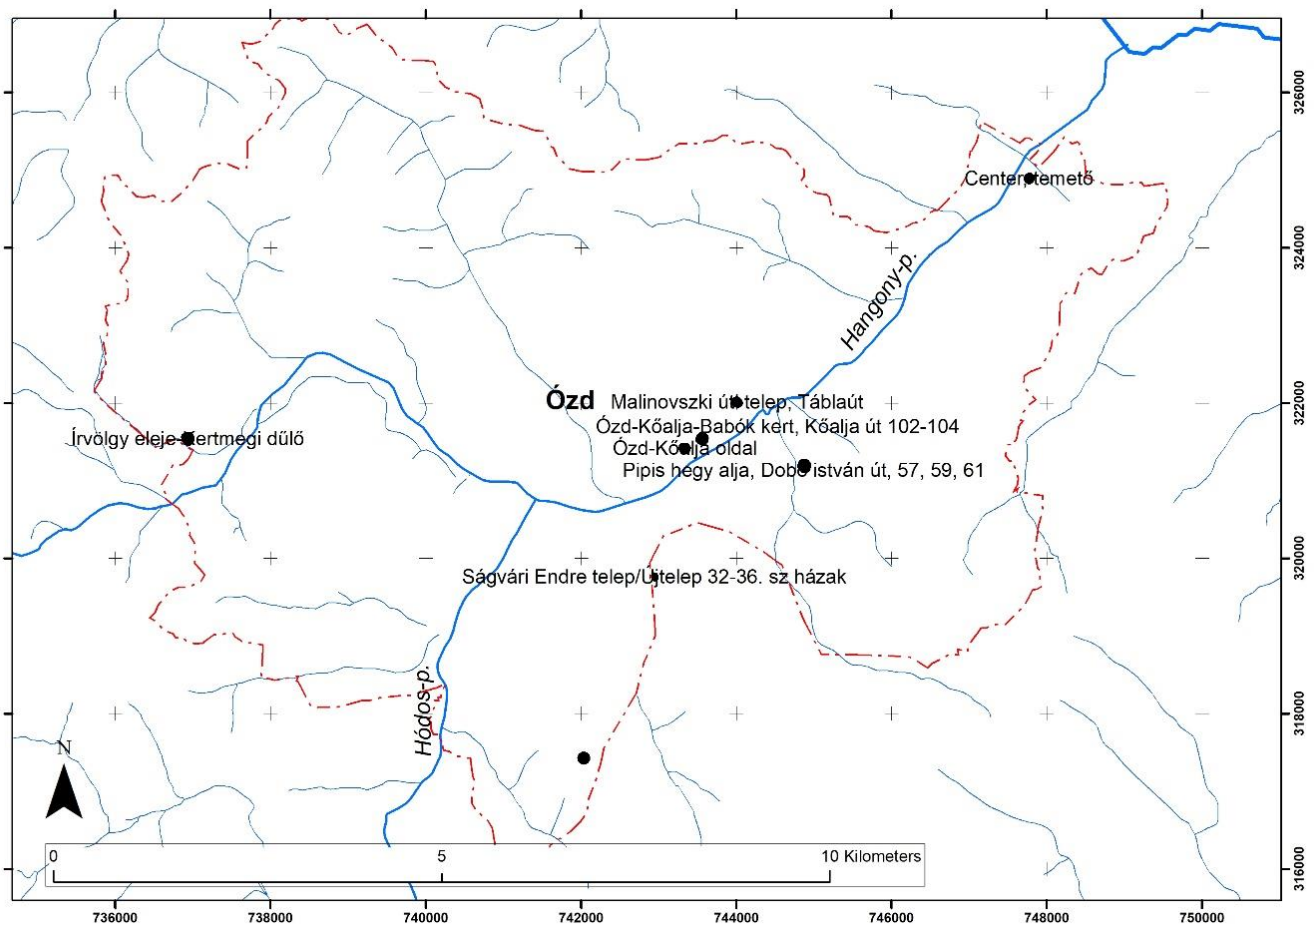 326000
Center, temető
324000
Hangony-p.
Ózd
Malinovszki út telep, Táblaút
322000
Ózd-Kőalja-Babók kert, Kőalja út 102-104
Írvölgy eleje-Kertmegi dűlő
Ózd-Kőalja oldal
Pipis hegy alja, Dobó istván út, 57, 59, 61
320000
Ságvári Endre telep/Újtelep 32-36. sz házak
Hódos-p.
318000
N
0 5 10 Kilometers
316000
736000 738000 740000 742000 744000 746000 748000 750000